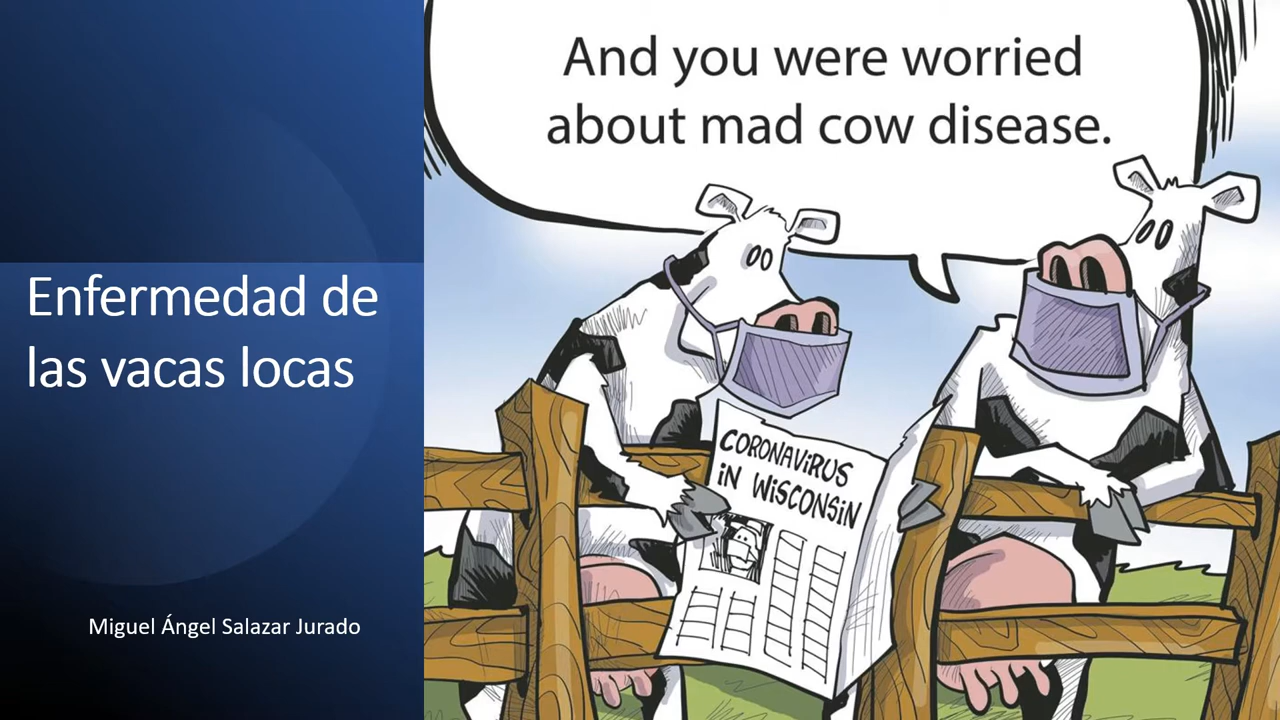 Enfermedad de
las vacas locas
Miguel Ángel Salazar Jurado
And you were worried
about mad cow disease.
CORONAVIRUS
IN WISCONSIN